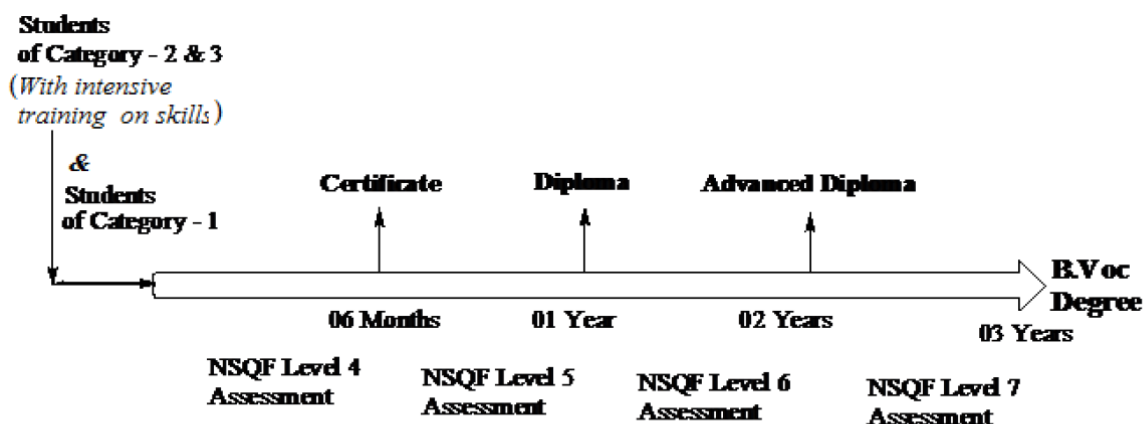 Students
of Category - 2 & 3
(With intensive
training on skills)
&
Students
of Category - 1
Certificate
Diploma
Advanced Diploma
B.Voc
Degree
06 Months
01 Year
02 Years
03 Years
NSQF Level 4
Assessment
NSQF Level 5
Assessment
NSQF Level 6
Assessment
NSQF Level 7
Assessment